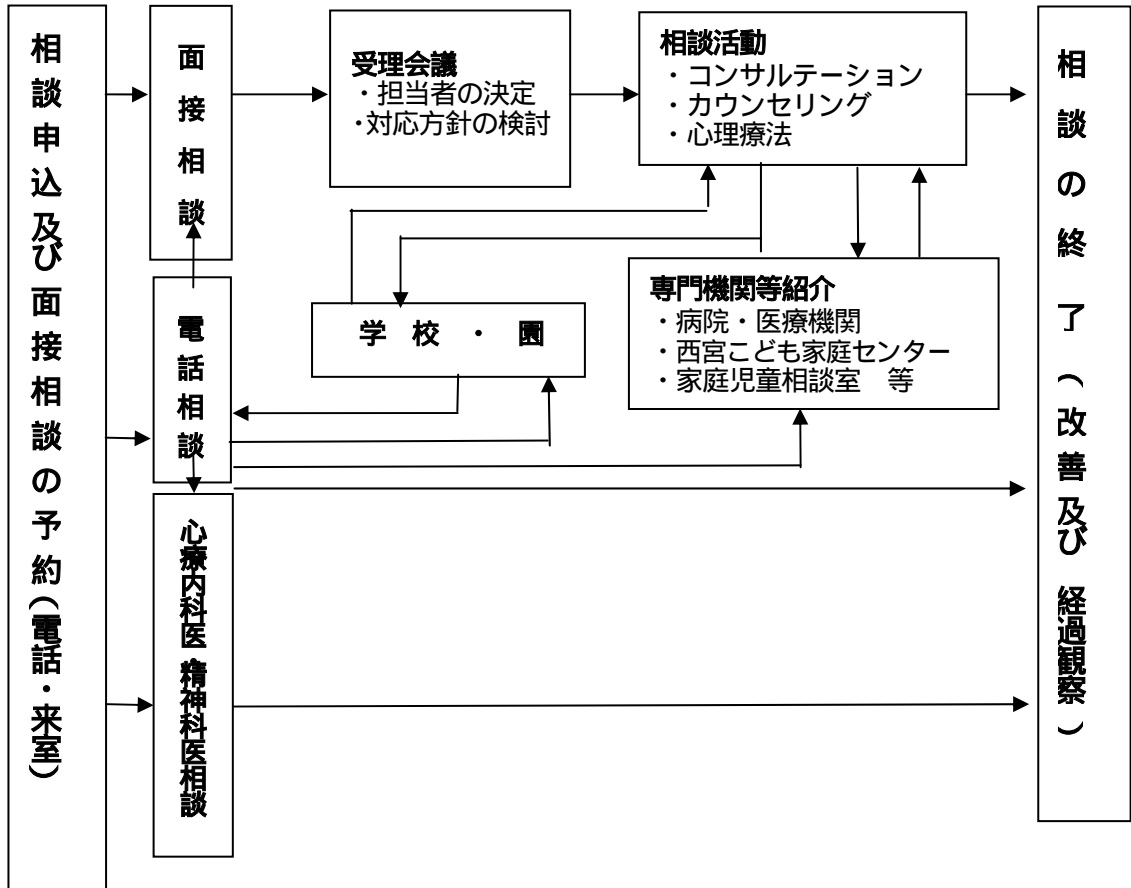 相談申込及び面接相談の予約(電話・来室)
面接相談
受理会議
・担当者の決定
・対応方針の検討
相談活動
・コンサルテーション
・カウンセリング
・心理療法
学校・園
専門機関等紹介
・病院・医療機関
・西宮こども家庭センター
・家庭児童相談室 等
電話相談
心療内科医・精神科医相談
相談の終了(改善及び経過観察)